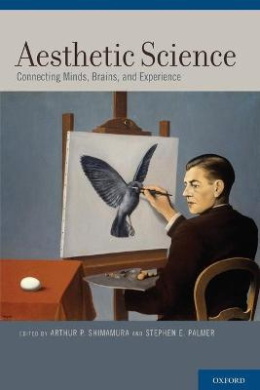 Aesthetic Science
Connecting Minds, Brains, and Experience
EDITED BY ARTHUR P. SHIMAMURA AND STEPHEN E. PALMER
OXFORD